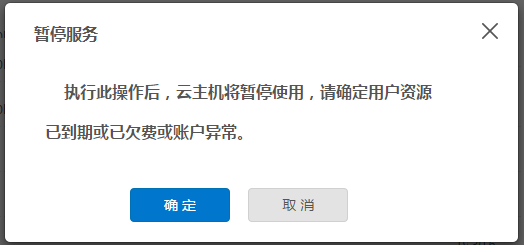 暂停服务
执行此操作后，云主机将暂停使用，请确定用户资源
已到期或已欠费或账户异常。
确 定
取 消